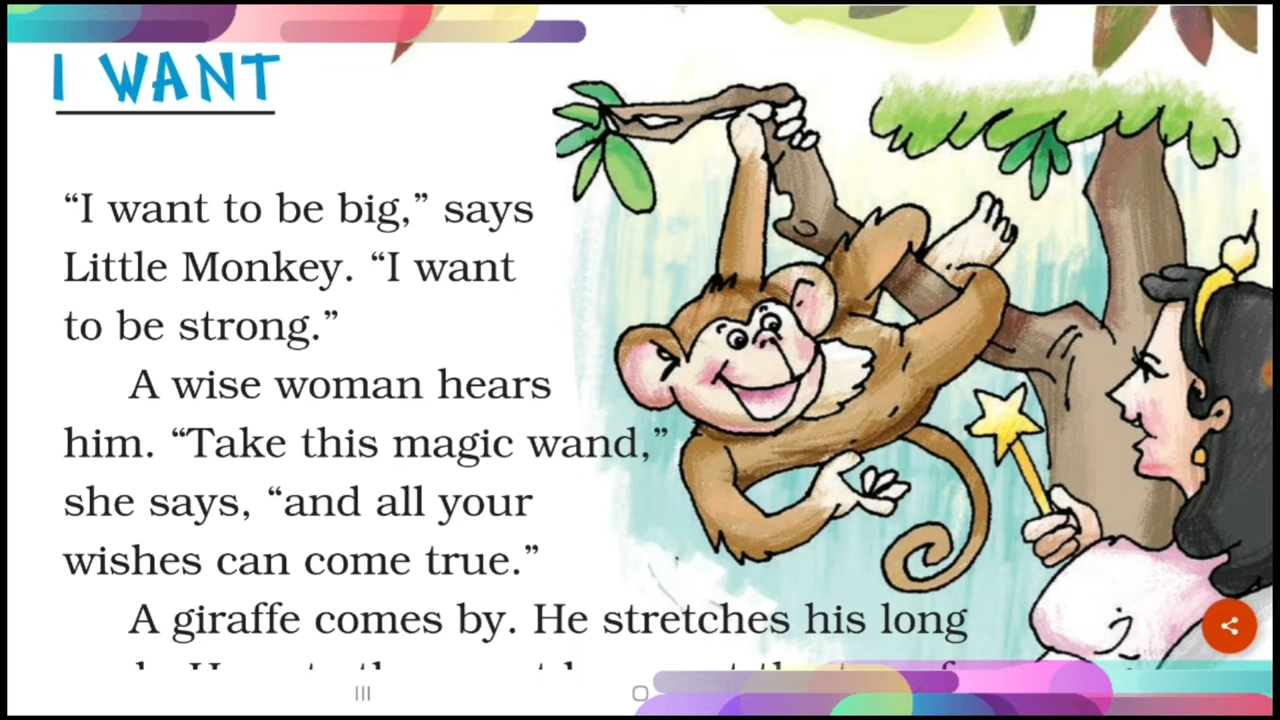 I WANT
“I want to be big,” says
Little Monkey. “I want
to be strong.”
A wise woman hears
him. “Take this magic wand,”
she says, “and all your
wishes can come true.”
A giraffe comes by. He stretches his long